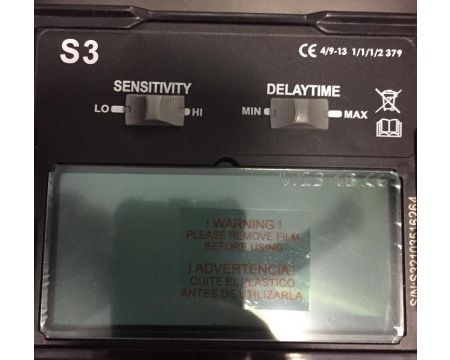 S3
CE 4/9-13 1/1/1/2 379
SENSITIVITY
LO
HI
DELAYTIME
MIN
MAX
! WARNING !
PLEASE REMOVE FILM
BEFORE USING
! ADVERTENCIA !
QUITE EL PLASTICO
ANTES DE UTILIZARLA
S/N:S32103516264